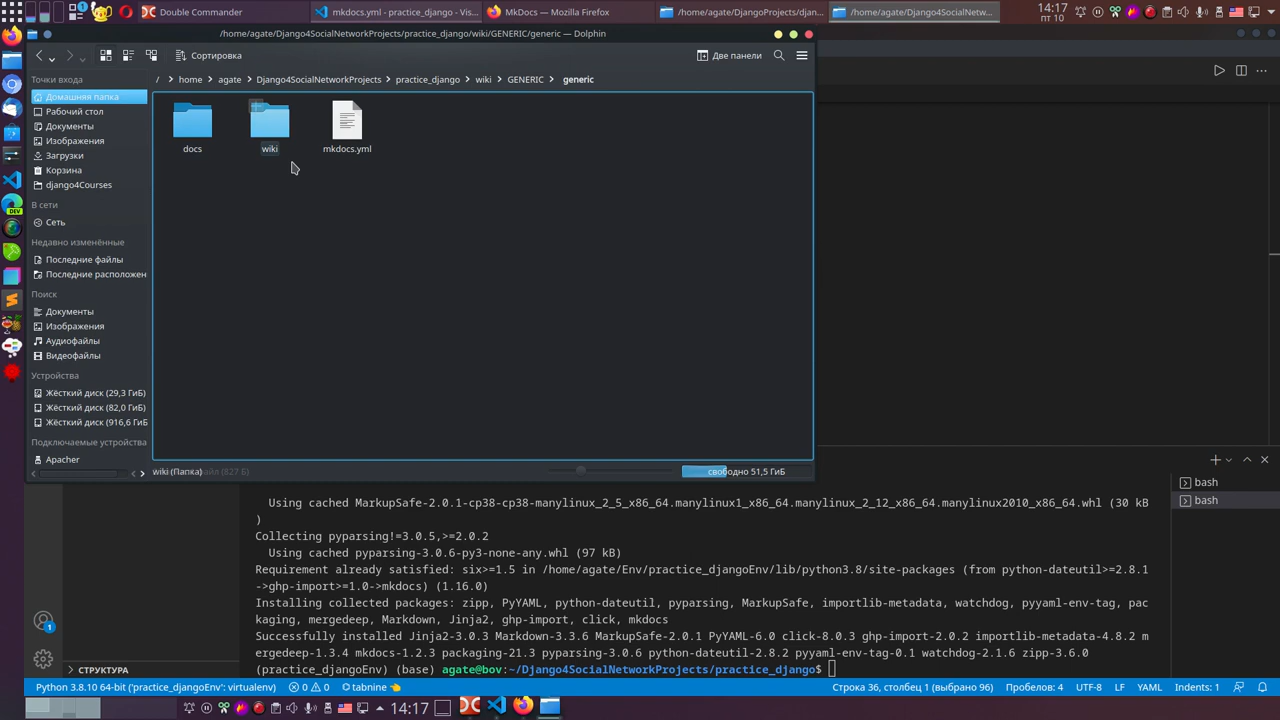 Double Command
mkdocs.yml - practice_django - Vis...
MkDocs — Mozilla Firefox
/home/agate/DjangoProjects/djan...
/home/agate/Django4SocialNetw...
14:17
пт 10
/home/agate/Django4SocialNetworkProjects/practice_django/wiki/GENERIC/generic — Dolphin
Сортировка
Две панели
/ home agate Django4SocialNetworkProjects practice_django wiki GENERIC generic
Точки входа
Домашняя папка
Рабочий стол
Документы
Изображения
Загрузки
Корзина
django4Courses
В сети
Сеть
Недавно изменённые
Последние файлы
Последние расположен
Поиск
Документы
Изображения
Аудиофайлы
Видеофайлы
Устройства
Жёсткий диск (29,3 ГиБ)
Жёсткий диск (82,0 ГиБ)
Жёсткий диск (916,6 ГиБ
Подключаемые устройства
Apacher
docs
wiki
mkdocs.yml
wiki (Папка)
свободно 51,5 ГиБ
DEV
bash
bash
Using cached MarkupSafe-2.0.1-cp38-cp38-manylinux_2_5_x86_64.manylinux1_x86_64.manylinux_2_12_x86_64.manylinux2010_x86_64.whl (30 kB
)
Collecting pyparsing!=3.0.5,>=2.0.2
Using cached pyparsing-3.0.6-py3-none-any.whl (97 kB)
Requirement already satisfied: six>=1.5 in /home/agate/Env/practice_djangoEnv/lib/python3.8/site-packages (from python-dateutil>=2.8.1
->ghp-import>=1.0->mkdocs) (1.16.0)
Installing collected packages: zipp, PyYAML, python-dateutil, pyparsing, MarkupSafe, importlib-metadata, watchdog, pyyaml-env-tag, pac
kaging, mergedeep, Markdown, Jinja2, ghp-import, click, mkdocs
Successfully installed Jinja2-3.0.3 Markdown-3.3.6 MarkupSafe-2.0.1 PyYAML-6.0 click-8.0.3 ghp-import-2.0.2 importlib-metadata-4.8.2 m
ergedeep-1.3.4 mkdocs-1.2.3 packaging-21.3 pyparsing-3.0.6 python-dateutil-2.8.2 pyyaml-env-tag-0.1 watchdog-2.1.6 zipp-3.6.0
(practice_djangoEnv) (base) agate@bov:~/Django4SocialNetworkProjects/practice_django$
1
СТРУКТУРА
Python 3.8.10 64-bit ('practice_djangoEnv': virtualenv)
0
0
tabnine
Строка 36, столбец 1 (выбрано 96)
Пробелов: 4
UTF-8
LF
YAML
Indents: 1
14:17